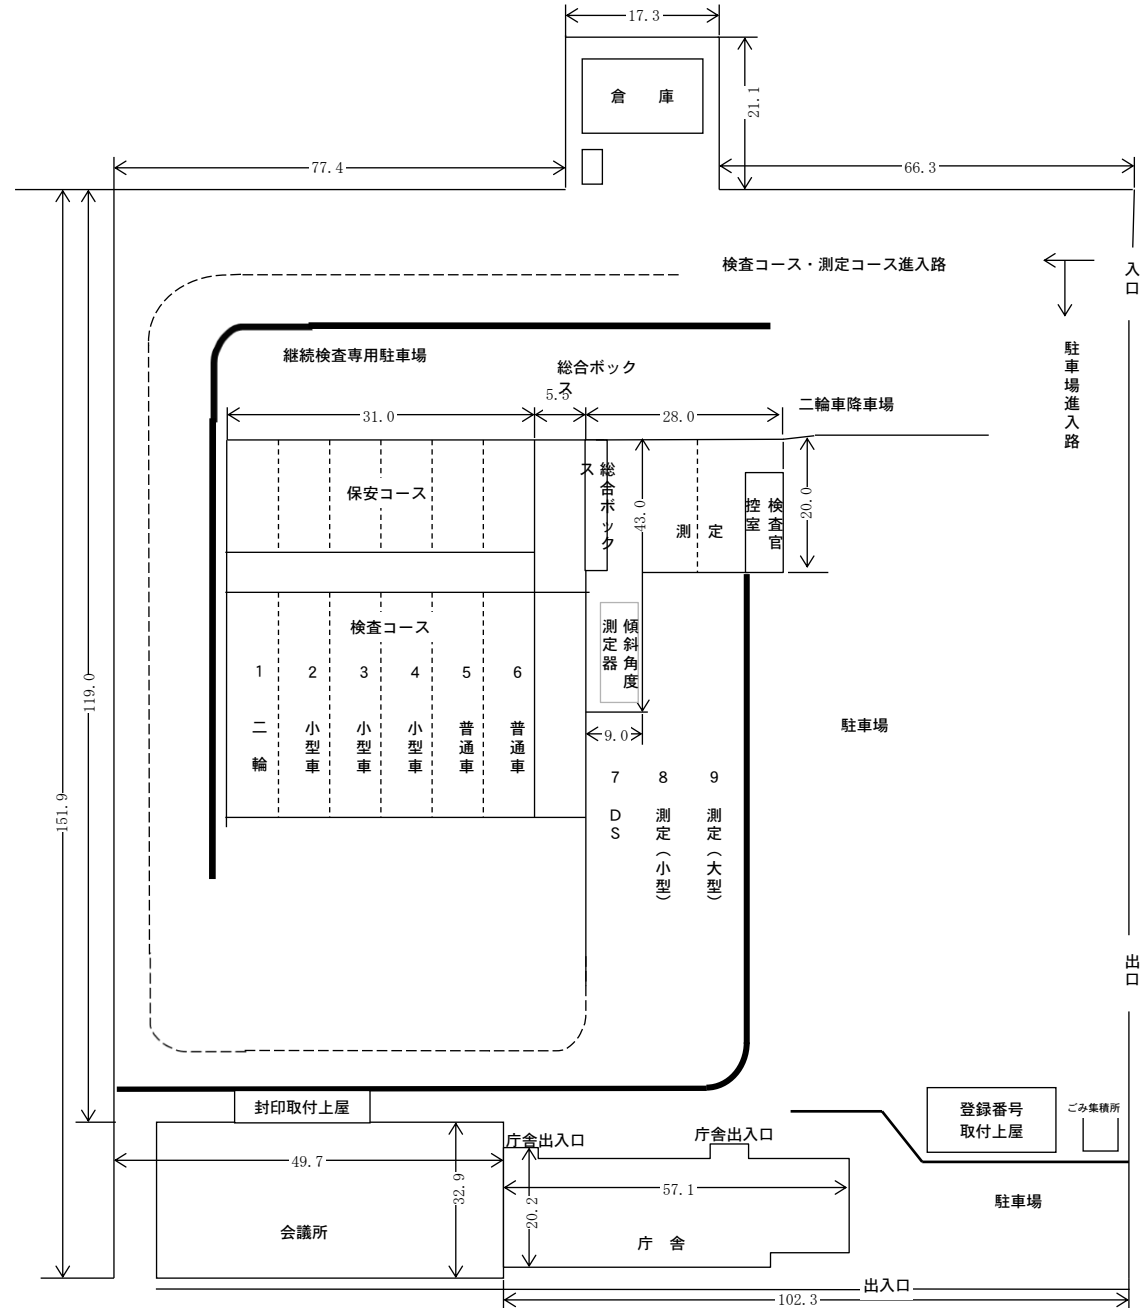 17.3
倉　庫
21.1
77.4
66.3
検査コース・測定コース進入路
入口
継続検査専用駐車場
総合ボックス
駐車場進入路
5.5
二輪車降車場
31.0
28.0
保安コース
総合ボックス
43.0
測　定
検査官控室
20.0
検査コース
傾斜角度測定器
1　二　輪
2　小型車
3　小型車
4　小型車
5　普通車
6　普通車
119.0
151.9
駐車場
9.0
7　DS
8　測定（小型）
9　測定（大型）
出口
封印取付上屋
登録番号
取付上屋
ごみ集積所
庁舎出入口
庁舎出入口
49.7
32.9
20.2
57.1
駐車場
会議所
庁　舎
出入口
102.3